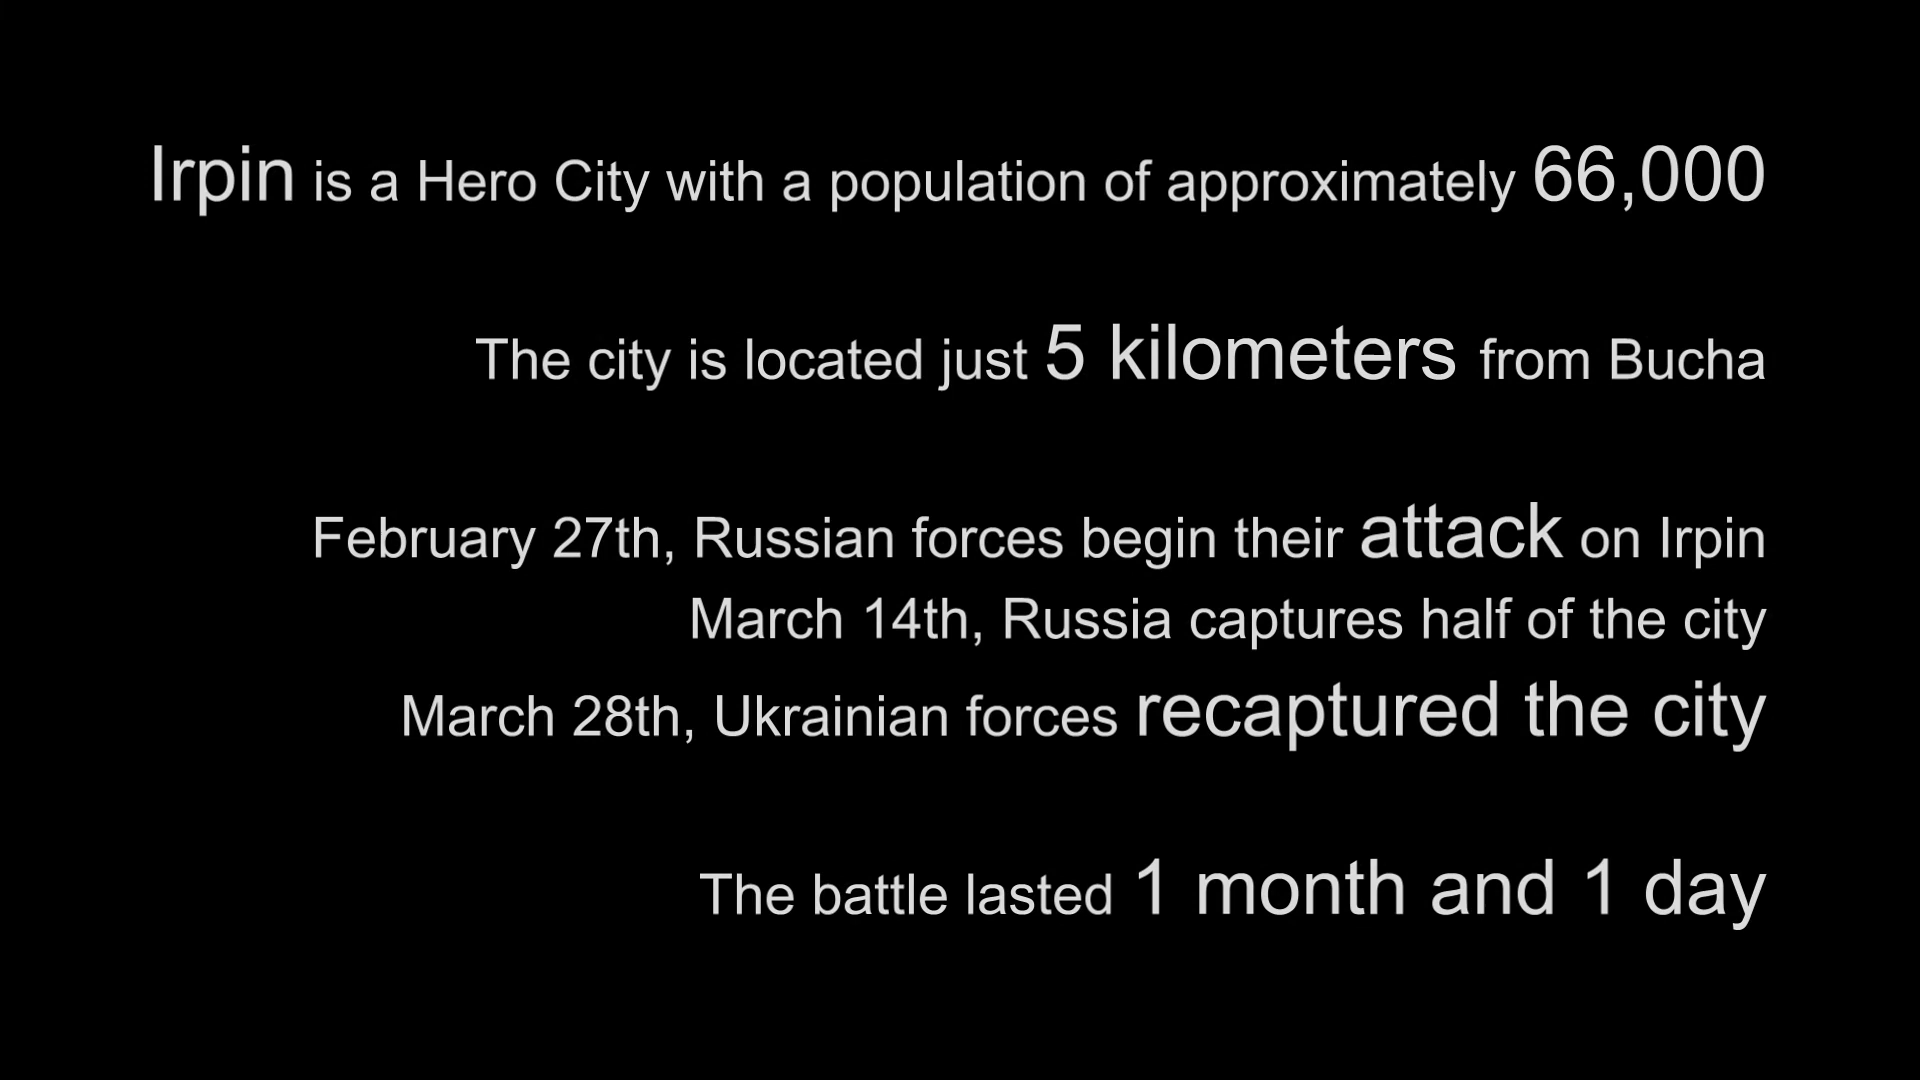 Irpin is a Hero City with a population of approximately 66,000
The city is located just 5 kilometers from Bucha
February 27th, Russian forces begin their attack on Irpin
March 14th, Russia captures half of the city
March 28th, Ukrainian forces recaptured the city
The battle lasted 1 month and 1 day